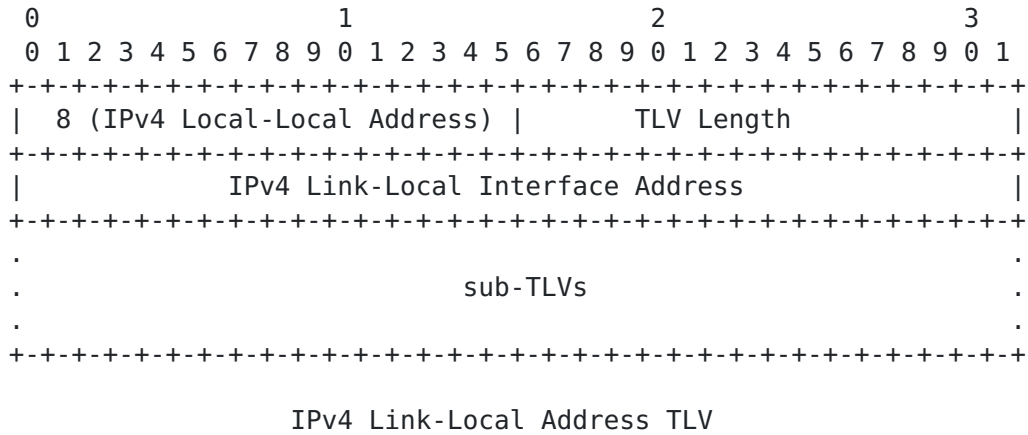 0                   1                   2                   3
 0 1 2 3 4 5 6 7 8 9 0 1 2 3 4 5 6 7 8 9 0 1 2 3 4 5 6 7 8 9 0 1
+-+-+-+-+-+-+-+-+-+-+-+-+-+-+-+-+-+-+-+-+-+-+-+-+-+-+-+-+-+-+-+-+
|  8 (IPv4 Local-Local Address) |       TLV Length              |
+-+-+-+-+-+-+-+-+-+-+-+-+-+-+-+-+-+-+-+-+-+-+-+-+-+-+-+-+-+-+-+-+
|             IPv4 Link-Local Interface Address                 |
+-+-+-+-+-+-+-+-+-+-+-+-+-+-+-+-+-+-+-+-+-+-+-+-+-+-+-+-+-+-+-+-+
.                                                               .
.                            sub-TLVs                           .
.                                                               .
+-+-+-+-+-+-+-+-+-+-+-+-+-+-+-+-+-+-+-+-+-+-+-+-+-+-+-+-+-+-+-+-+
                  IPv4 Link-Local Address TLV